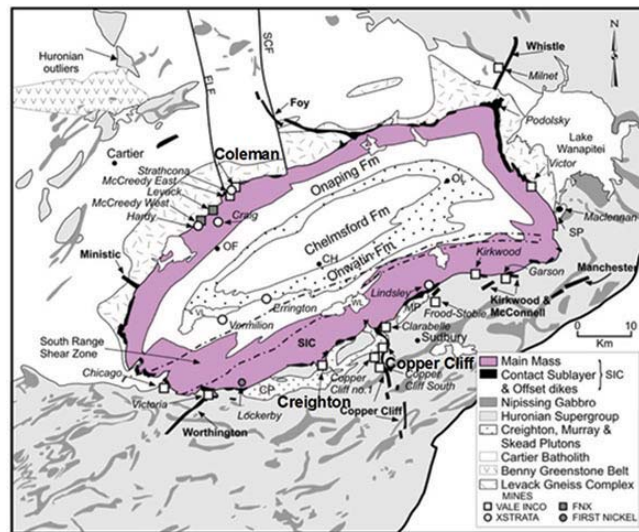 Huronian
outliers
SCF
FLF
Foy
Whistle
Milnet
N
Podolsky
Lake
Wanapitei
Victor
Cartier
Coleman
Strathcona
McCreedy East
Levack
McCreedy West
Hardy
Craig
Onaping Fm
OL
Chelmsford Fm
OF
CH
Onwatin Fm
Maclennan
SP
Ministic
Kirkwood
Manchester
Garson
Lindsley
Kirkwood &
McConnell
Errington
WL
MP
Frood-Stobie
VL
Vermilion
South Range
Shear Zone
SIC
Clarabelle
Sudbury
Chicago
Victoria
CP
Copper
Cliff no.1
Copper Cliff
Copper
Cliff South
Lockerby
Creighton
Copper Cliff
Worthington
0 10
Km
Main Mass
Contact Sublayer
& Offset dikes
SIC
Nipissing Gabbro
Huronian Supergroup
Creighton, Murray &
Skead Plutons
Cartier Batholith
Benny Greenstone Belt
Levack Gneiss Complex
MINES
VALE INCO
FNX
XSTRATA
FIRST NICKEL